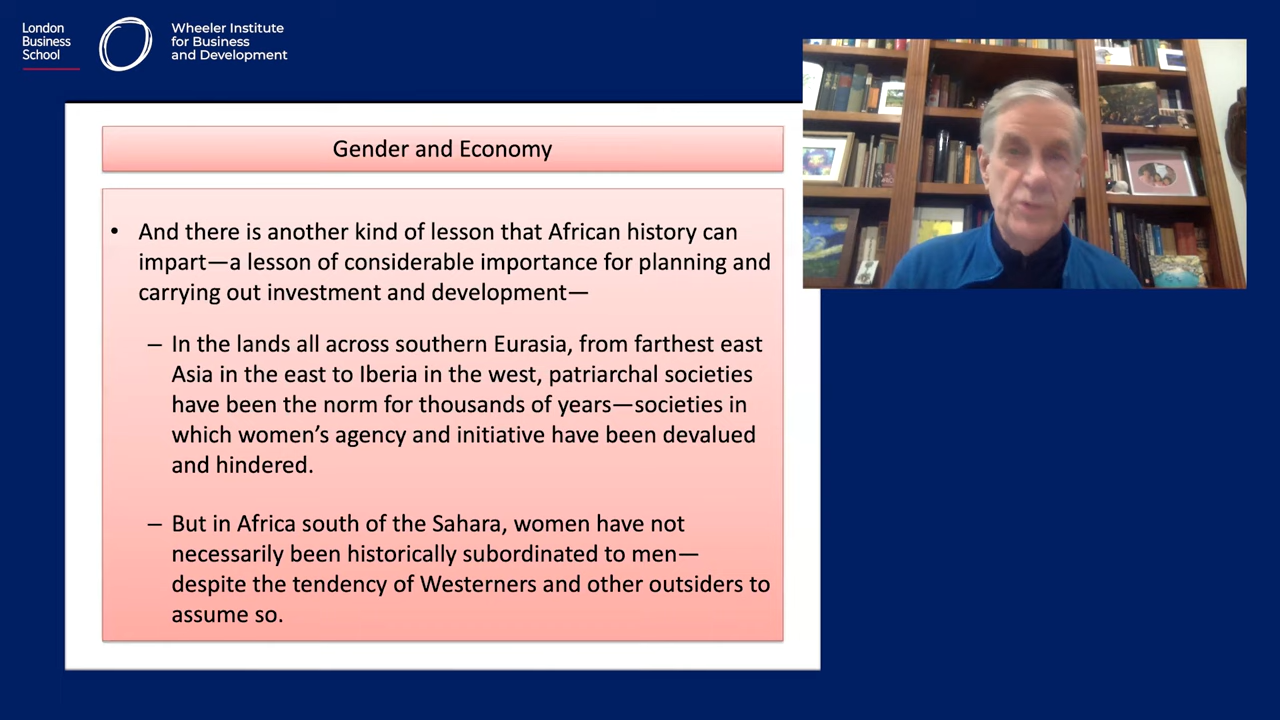 London
Business
School
Wheeler Institute
for Business
and Development
Gender and Economy
• And there is another kind of lesson that African history can
impart—a lesson of considerable importance for planning and
carrying out investment and development—
– In the lands all across southern Eurasia, from farthest east
Asia in the east to Iberia in the west, patriarchal societies
have been the norm for thousands of years—societies in
which women’s agency and initiative have been devalued
and hindered.
– But in Africa south of the Sahara, women have not
necessarily been historically subordinated to men—
despite the tendency of Westerners and other outsiders to
assume so.